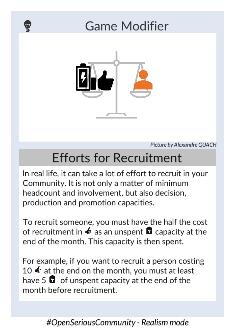 Game Modifier
Picture by Alexandre QUACH
Efforts for Recruitment
In real life, it can take a lot of effort to recruit in your
Community. It is not only a matter of minimum
headcount and involvement, but also decision,
production and promotion capacities.
To recruit someone, you must have the half the cost
of recruitment in as an unspent capacity at the
end of the month. This capacity is then spent.
For example, if you want to recruit a person costing
10 at the end on the month, you must at least
have 5 of unspent capacity at the end of the
month before recruitment.
#OpenSeriousCommunity - Realism mode